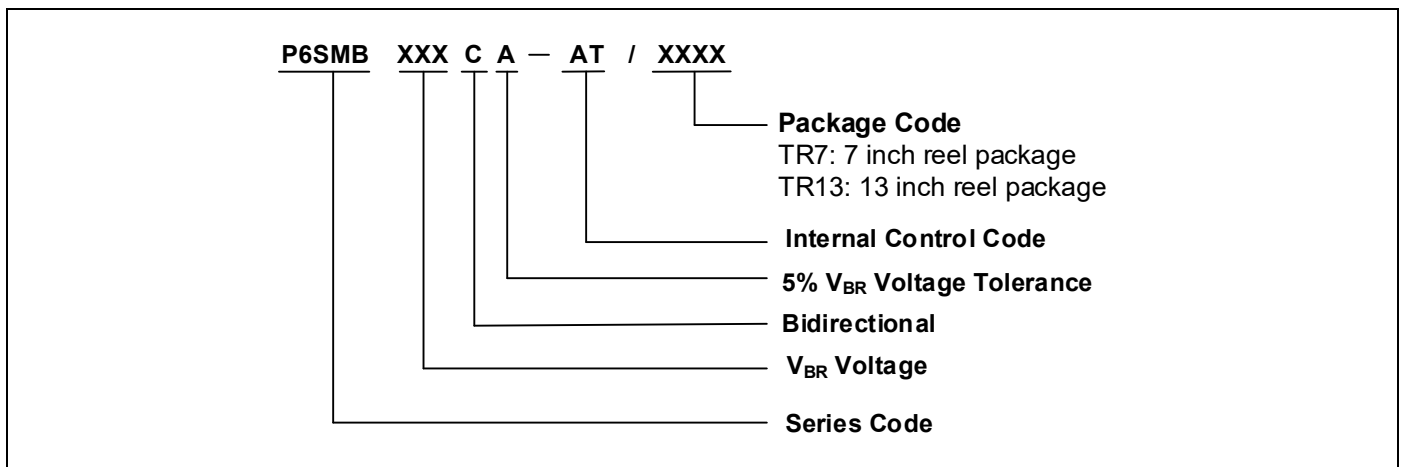 P6SMB XXX C A — AT / XXXX
Package Code
TR7: 7 inch reel package
TR13: 13 inch reel package
Internal Control Code
5% VBR Voltage Tolerance
Bidirectional
VBR Voltage
Series Code